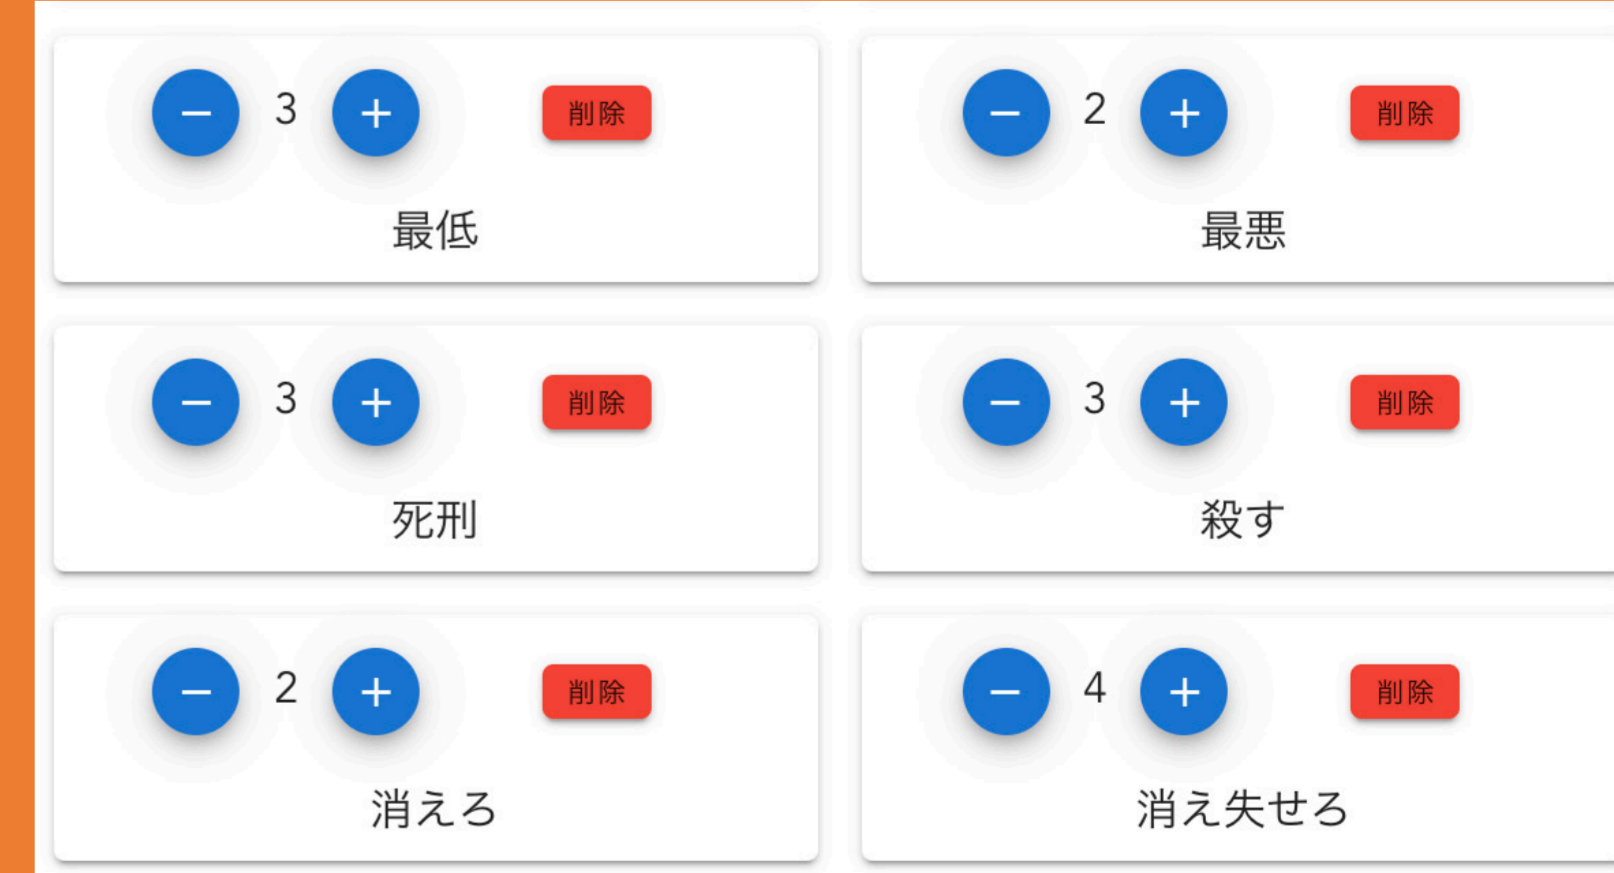 − 3 + 削除
最低
− 2 + 削除
最悪
− 3 + 削除
死刑
− 3 + 削除
殺す
− 2 + 削除
消えろ
− 4 + 削除
消え失せろ